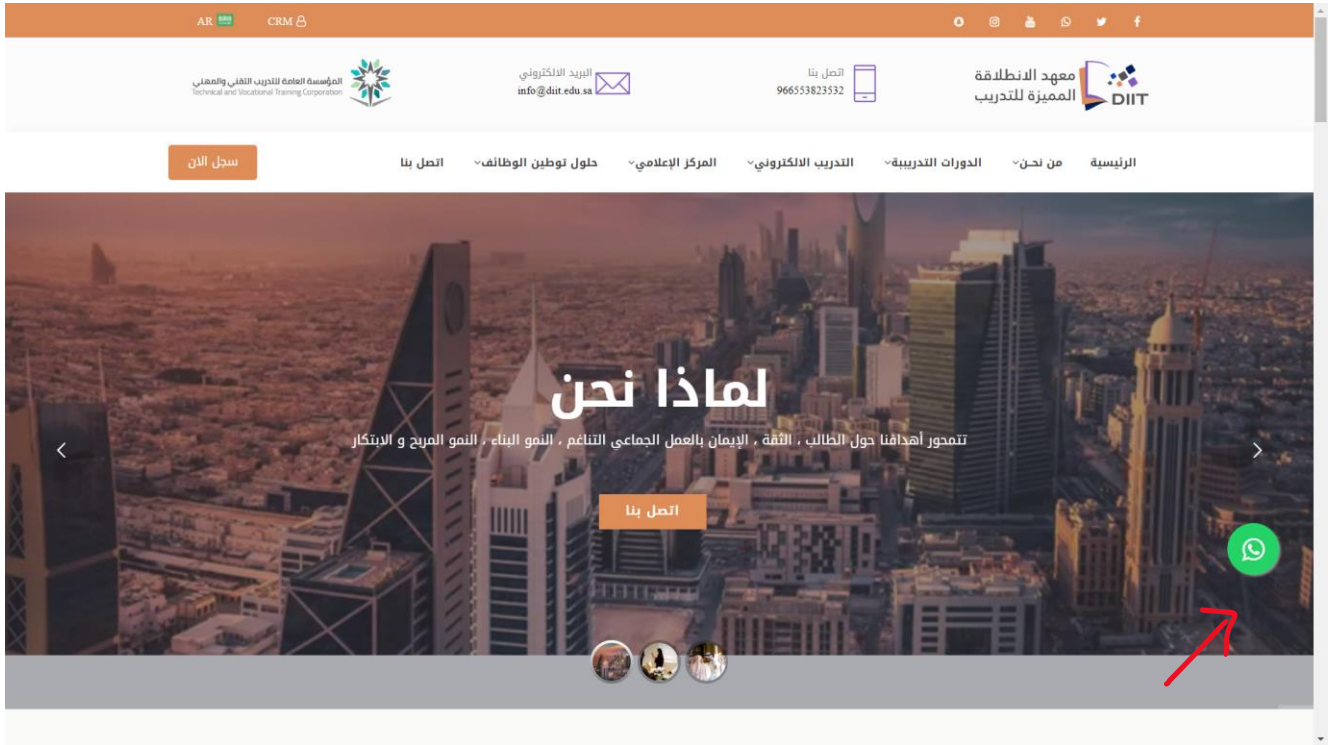 AR
CRM
معهد الانطلاقة
المميزة للتدريب
DIIT
اتصل بنا
966553823532
البريد الالكتروني
info@diit.edu.sa
المؤسسة العامة للتدريب التقني والمهني
Technical and Vocational Training Corporation
الرئيسية
من نحـن
الدورات التدريبية
التدريب الالكتروني
المركز الإعلامي
حلول توطين الوظائف
اتصل بنا
سجل الان
لماذا نحن
تتمحور أهدافنا حول الطالب ، الثقة ، الإيمان بالعمل الجماعي التناغم ، النمو البناء ، النمو المربح و الابتكار
اتصل بنا